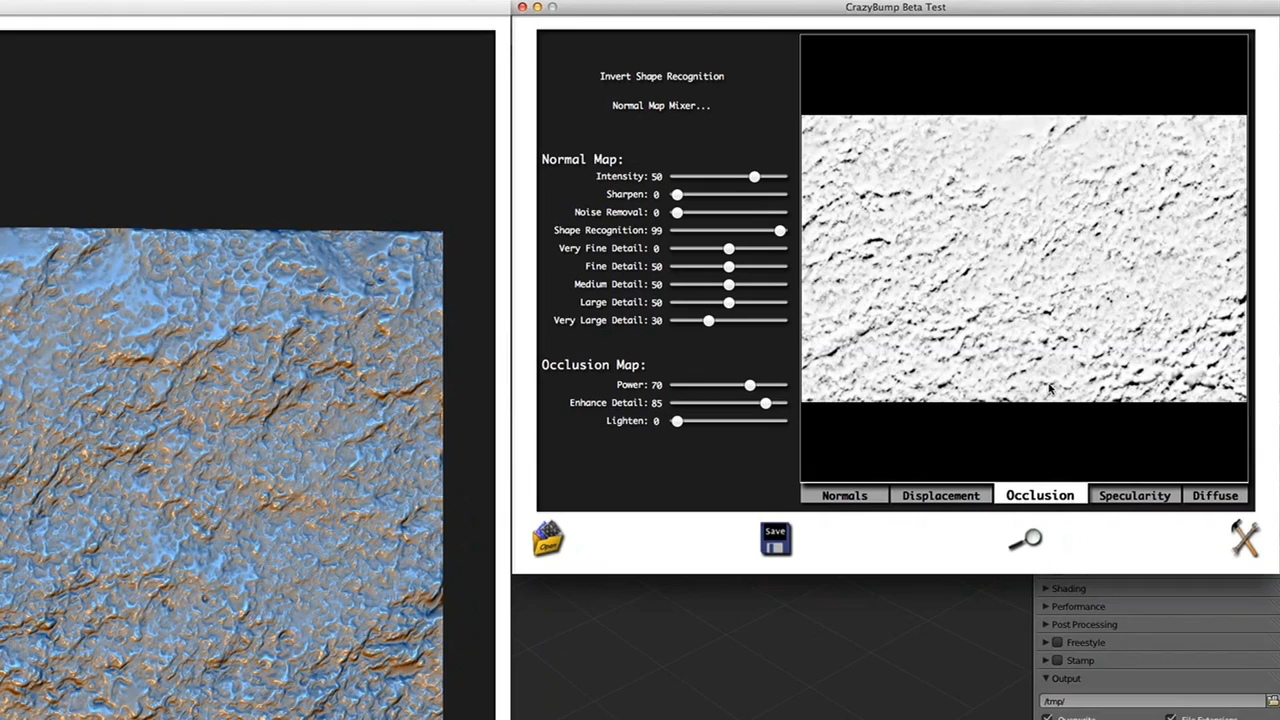 CrazyBump Beta Test
Invert Shape Recognition
Normal Map Mixer...
Normal Map:
Intensity: 50
Sharpen: 0
Noise Removal: 0
Shape Recognition: 99
Very Fine Detail: 0
Fine Detail: 50
Medium Detail: 50
Large Detail: 50
Very Large Detail: 30
Occlusion Map:
Power: 70
Enhance Detail: 85
Lighten: 0
Normals Displacement Occlusion Specularity Diffuse
Open
Save
Shading
Performance
Post Processing
Freestyle
Stamp
Output
/tmp/
Overwrite File Extensions